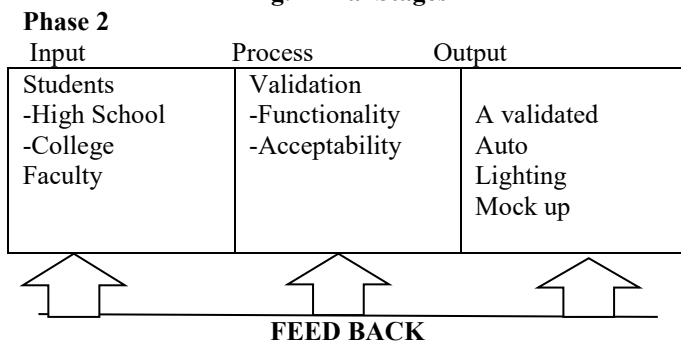 Phase 2
Input Process Output
Students
-High School
-College
Faculty
Validation
-Functionality
-Acceptability
A validated
Auto
Lighting
Mock up
FEED BACK